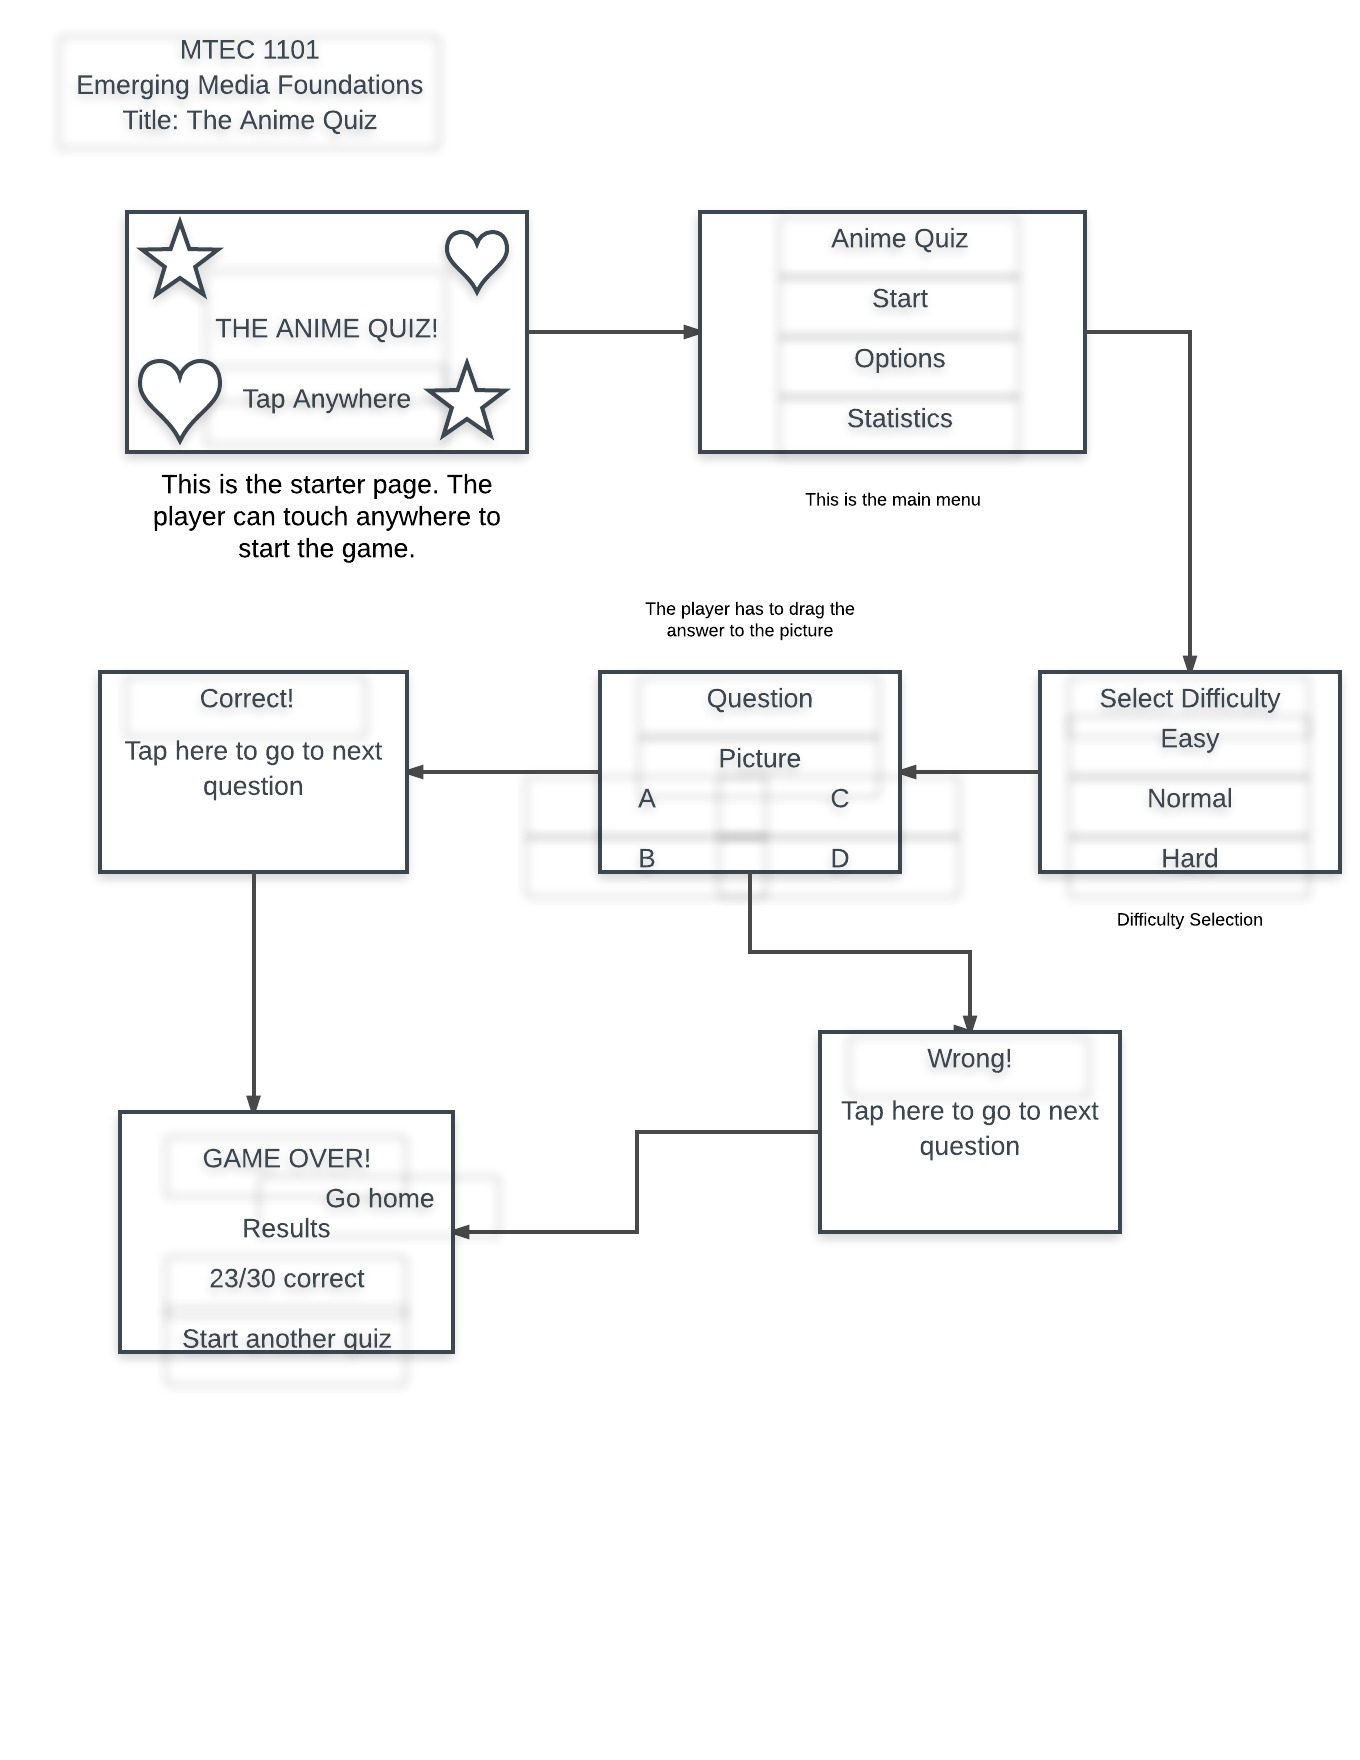 MTEC 1101
Emerging Media Foundations
Title: The Anime Quiz
THE ANIME QUIZ!
Tap Anywhere
This is the starter page. The
player can touch anywhere to
start the game.
Anime Quiz
Start
Options
Statistics
This is the main menu
The player has to drag the
answer to the picture
Correct!
Tap here to go to next
question
Question
Picture
A
C
B
D
Select Difficulty
Easy
Normal
Hard
Difficulty Selection
Wrong!
Tap here to go to next
question
GAME OVER!
Go home
Results
23/30 correct
Start another quiz